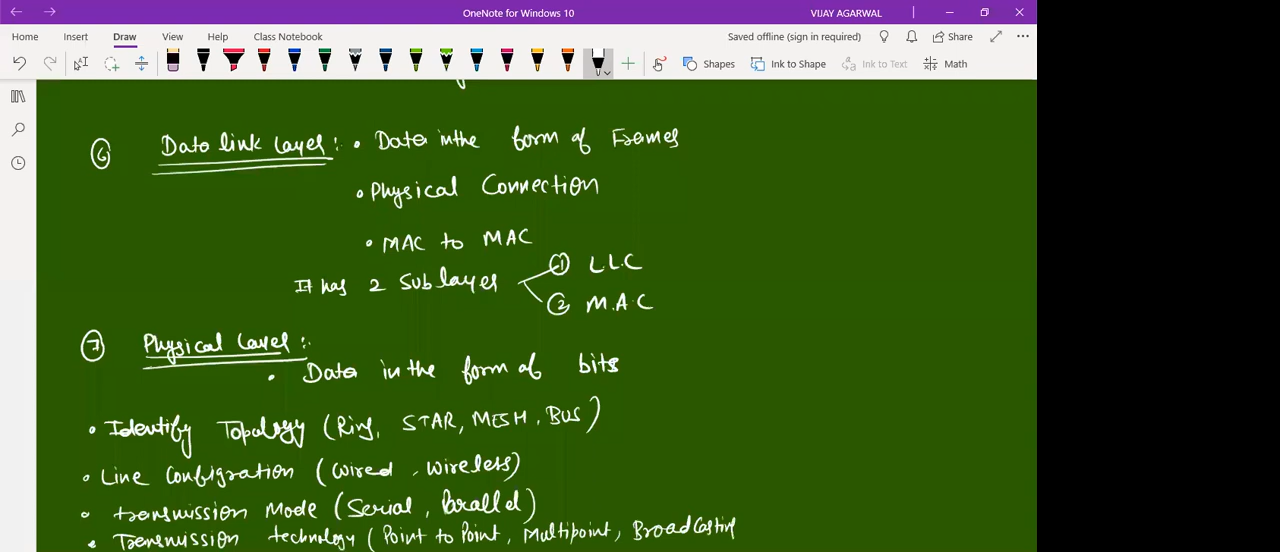 OneNote for Windows 10
VIJAY AGARWAL
Home Insert Draw View Help Class Notebook
Saved offline (sign in required) Share
Shapes Ink to Shape Ink to Text Math
⑥ Data link Layer :- • Data in the form of Frames
• Physical Connection
• MAC to MAC
It has 2 Sublayer ① L.L.C
② M.A.C
⑦ Physical Layer :-
• Data in the form of bits
• Identify Topology (Ring, STAR, MESH, BUS)
• Line Configration (wired, wireless)
• transmission Mode (Serial, Parallel)
• Transmission technology (Point to Point, Multipoint, BroadCasting